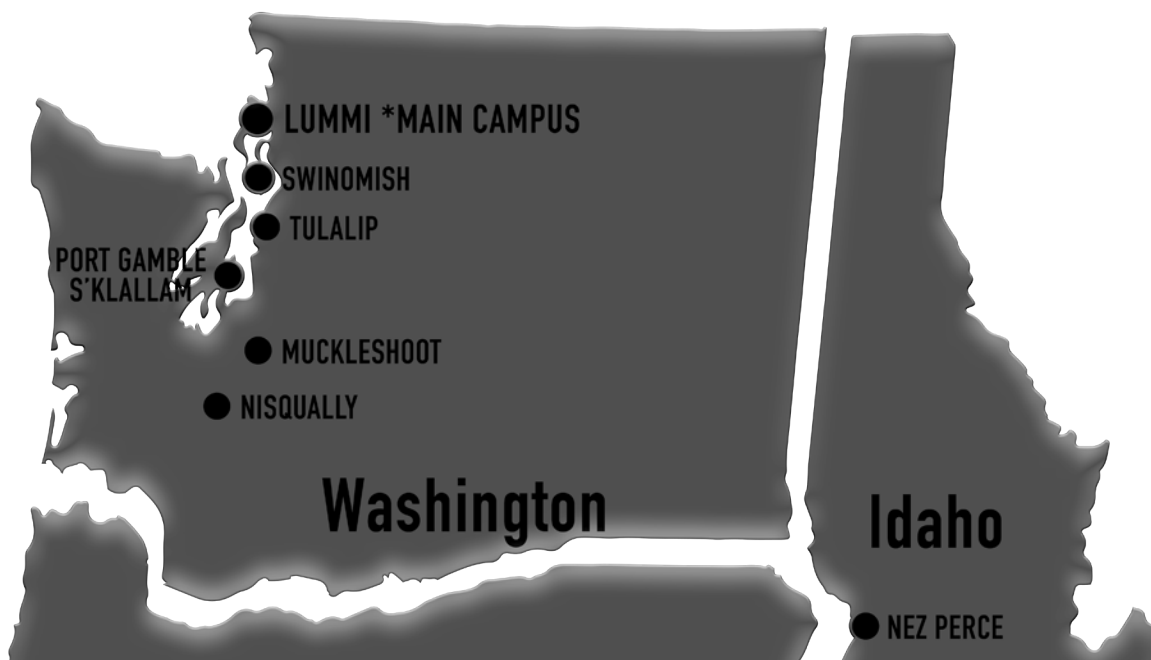 LUMMI *MAIN CAMPUS
SWINOMISH
TULALIP
PORT GAMBLE
S'KLALLAM
MUCKLESHOOT
NISQUALLY
Washington
Idaho
NEZ PERCE